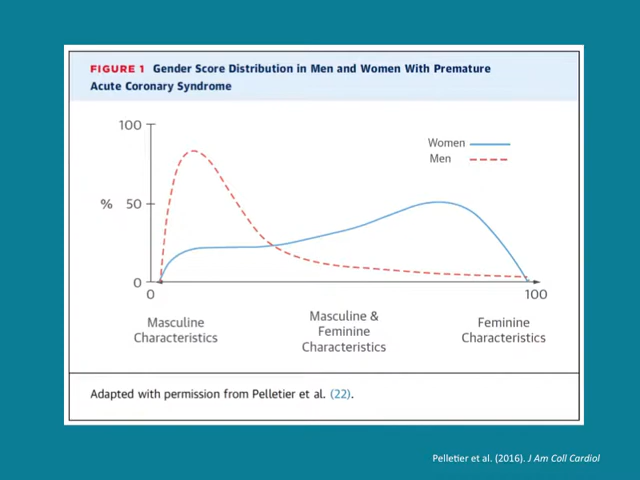 FIGURE 1 Gender Score Distribution in Men and Women With Premature
Acute Coronary Syndrome
100
Women
Men
% 50
0
0
100
Masculine
Characteristics
Masculine &
Feminine
Characteristics
Feminine
Characteristics
Adapted with permission from Pelletier et al. (22).
Pelletier et al. (2016). J Am Coll Cardiol